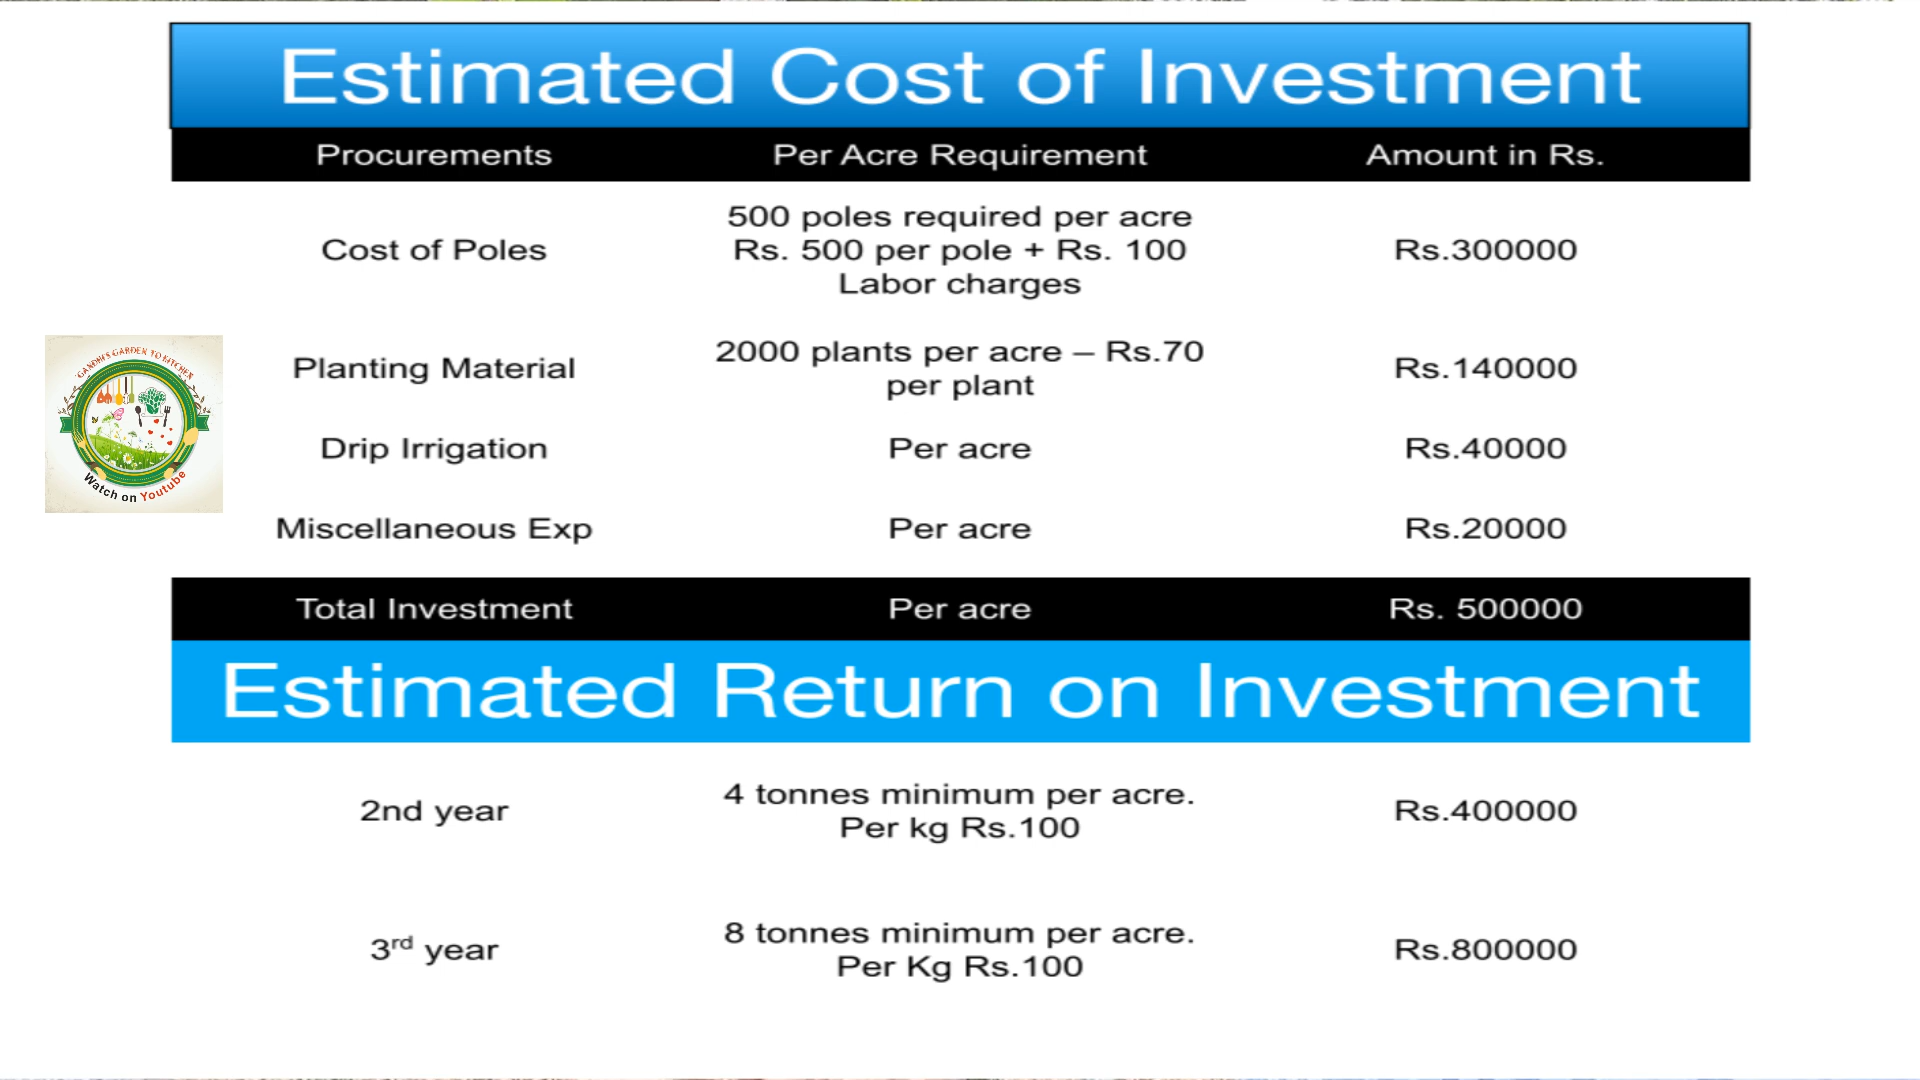 Estimated Cost of Investment
Procurements Per Acre Requirement Amount in Rs.
Cost of Poles 500 poles required per acre Rs.300000
Rs. 500 per pole + Rs. 100
Labor charges
Planting Material 2000 plants per acre – Rs.70 Rs.140000
per plant
Drip Irrigation Per acre Rs.40000
Miscellaneous Exp Per acre Rs.20000
Total Investment Per acre Rs. 500000
Estimated Return on Investment
2nd year 4 tonnes minimum per acre. Rs.400000
Per kg Rs.100
3rd year 8 tonnes minimum per acre. Rs.800000
Per Kg Rs.100
GANDHI'S GARDEN TO KITCHEN
Watch on Youtube